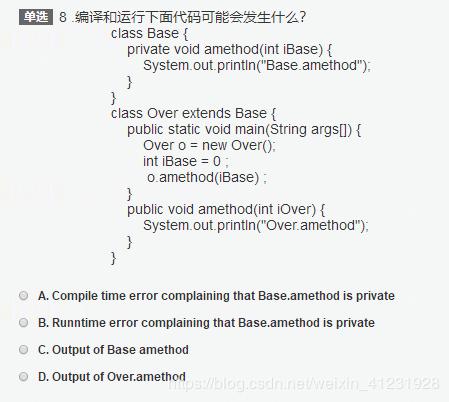 单选 8 .编译和运行下面代码可能会发生什么?
class Base {
private void amethod(int iBase) {
System.out.println("Base.amethod");
}
}
class Over extends Base {
public static void main(String args[]) {
Over o = new Over();
int iBase = 0 ;
o.amethod(iBase) ;
}
public void amethod(int iOver) {
System.out.println("Over.amethod");
}
}
A. Compile time error complaining that Base.amethod is private
B. Runntime error complaining that Base.amethod is private
C. Output of Base amethod
D. Output of Over.amethod
https://blog.csdn.net/weixin_41231928